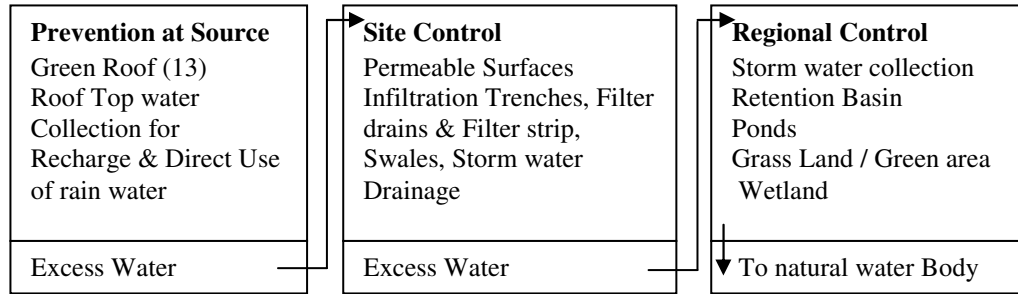 Prevention at Source
Green Roof (13)
Roof Top water
Collection for
Recharge & Direct Use
of rain water
Excess Water
Site Control
Permeable Surfaces
Infiltration Trenches, Filter
drains & Filter strip,
Swales, Storm water
Drainage
Excess Water
Regional Control
Storm water collection
Retention Basin
Ponds
Grass Land / Green area
Wetland
To natural water Body